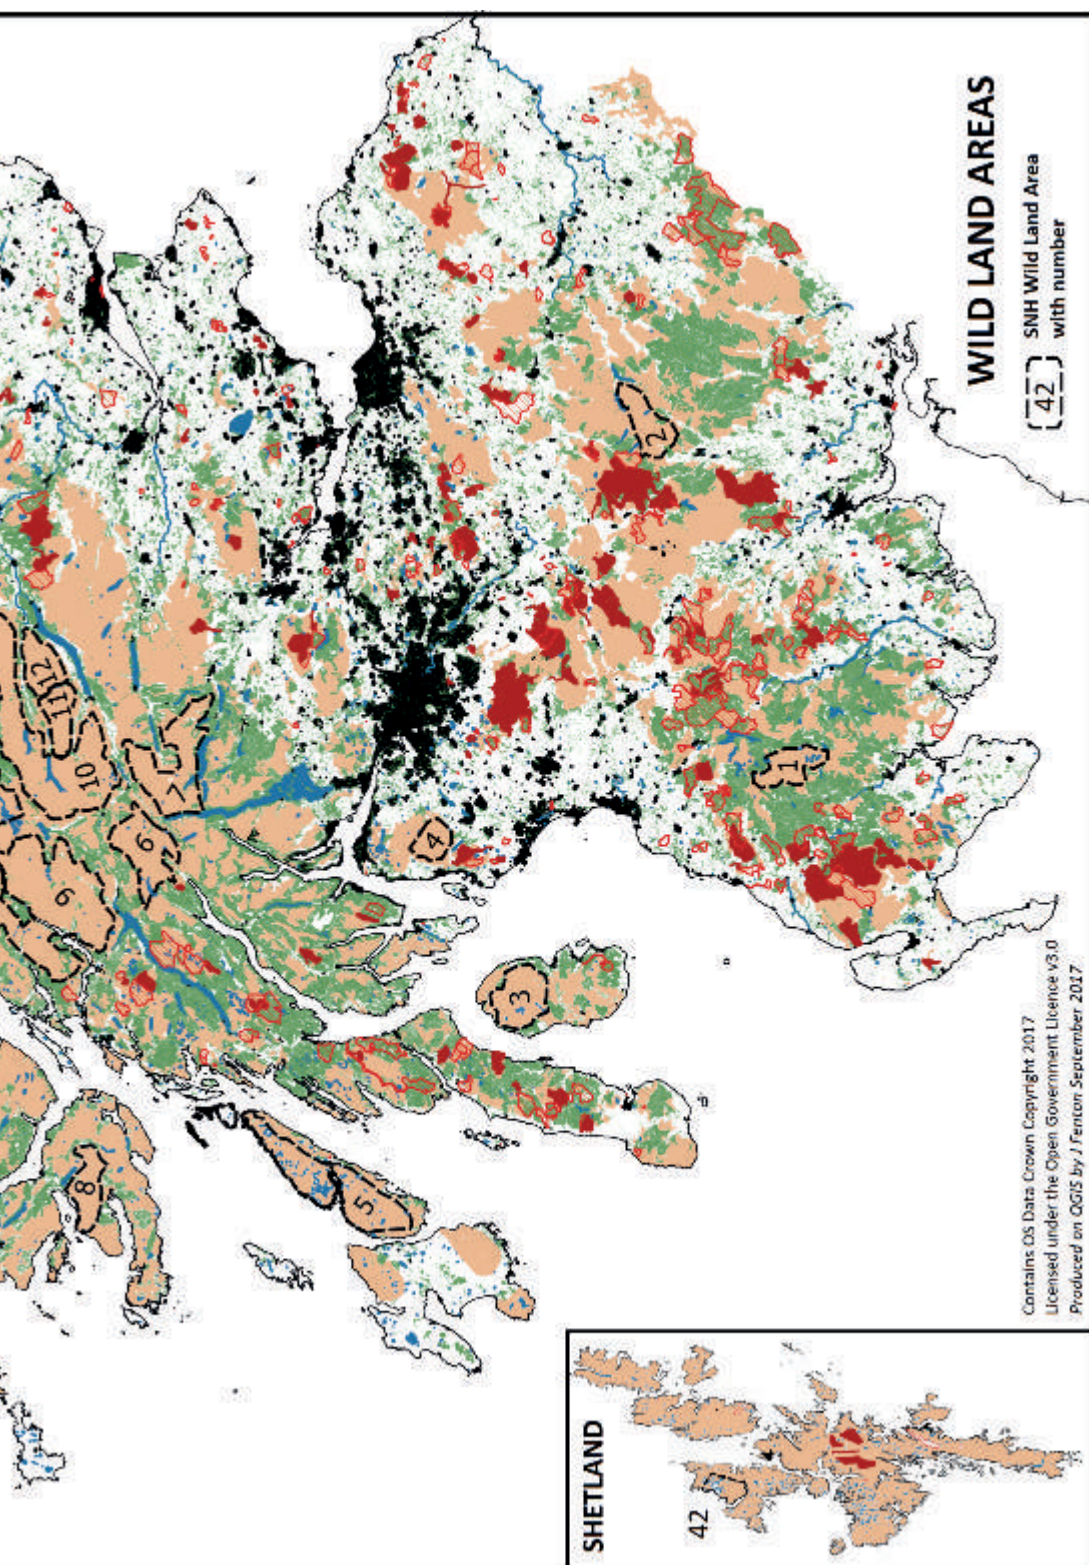 WILD LAND AREAS
42
SNH Wild Land Area
with number
12
11
10
7
6
9
4
2
1
3
8
5
SHETLAND
42
Contains OS Data Crown Copyright 2017
Licensed under the Open Government Licence v3.0
Produced on QGIS by J Fenton September 2017